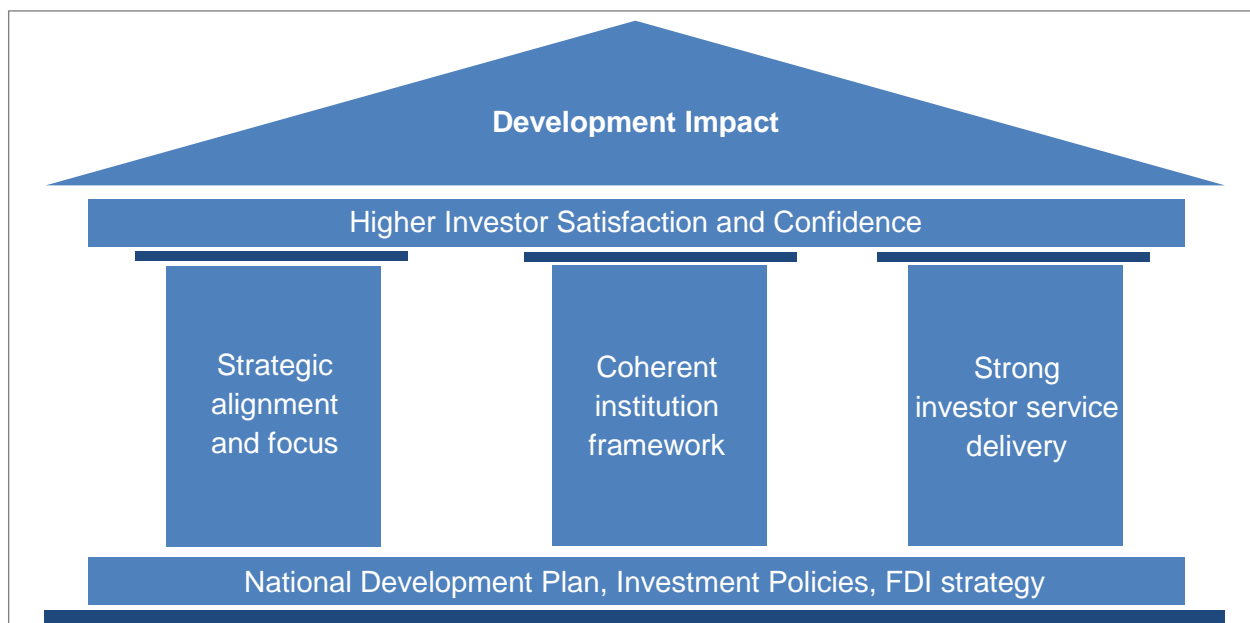 Development Impact
Higher Investor Satisfaction and Confidence
Strategic
alignment
and focus
Coherent
institution
framework
Strong
investor service
delivery
National Development Plan, Investment Policies, FDI strategy